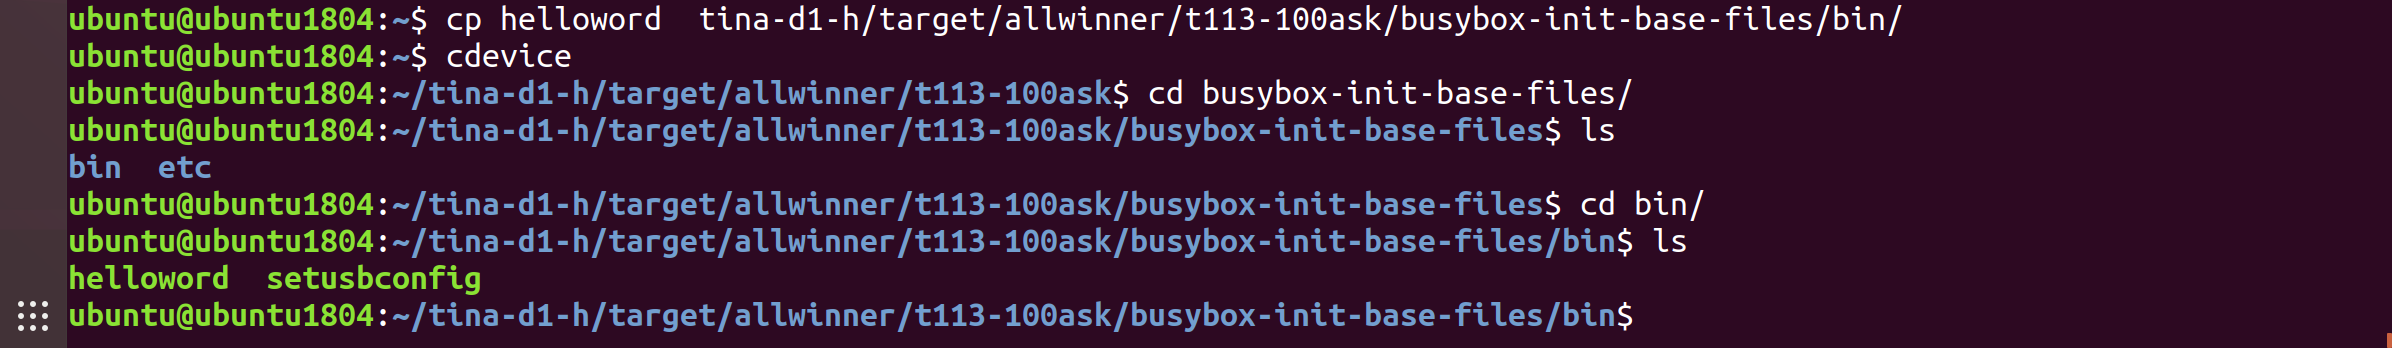 ubuntu@ubuntu1804:~$ cp helloword  tina-d1-h/target/allwinner/t113-100ask/busybox-init-base-files/bin/
ubuntu@ubuntu1804:~$ cdevice
ubuntu@ubuntu1804:~/tina-d1-h/target/allwinner/t113-100ask$ cd busybox-init-base-files/
ubuntu@ubuntu1804:~/tina-d1-h/target/allwinner/t113-100ask/busybox-init-base-files$ ls
bin  etc
ubuntu@ubuntu1804:~/tina-d1-h/target/allwinner/t113-100ask/busybox-init-base-files$ cd bin/
ubuntu@ubuntu1804:~/tina-d1-h/target/allwinner/t113-100ask/busybox-init-base-files/bin$ ls
helloword  setusbconfig
ubuntu@ubuntu1804:~/tina-d1-h/target/allwinner/t113-100ask/busybox-init-base-files/bin$